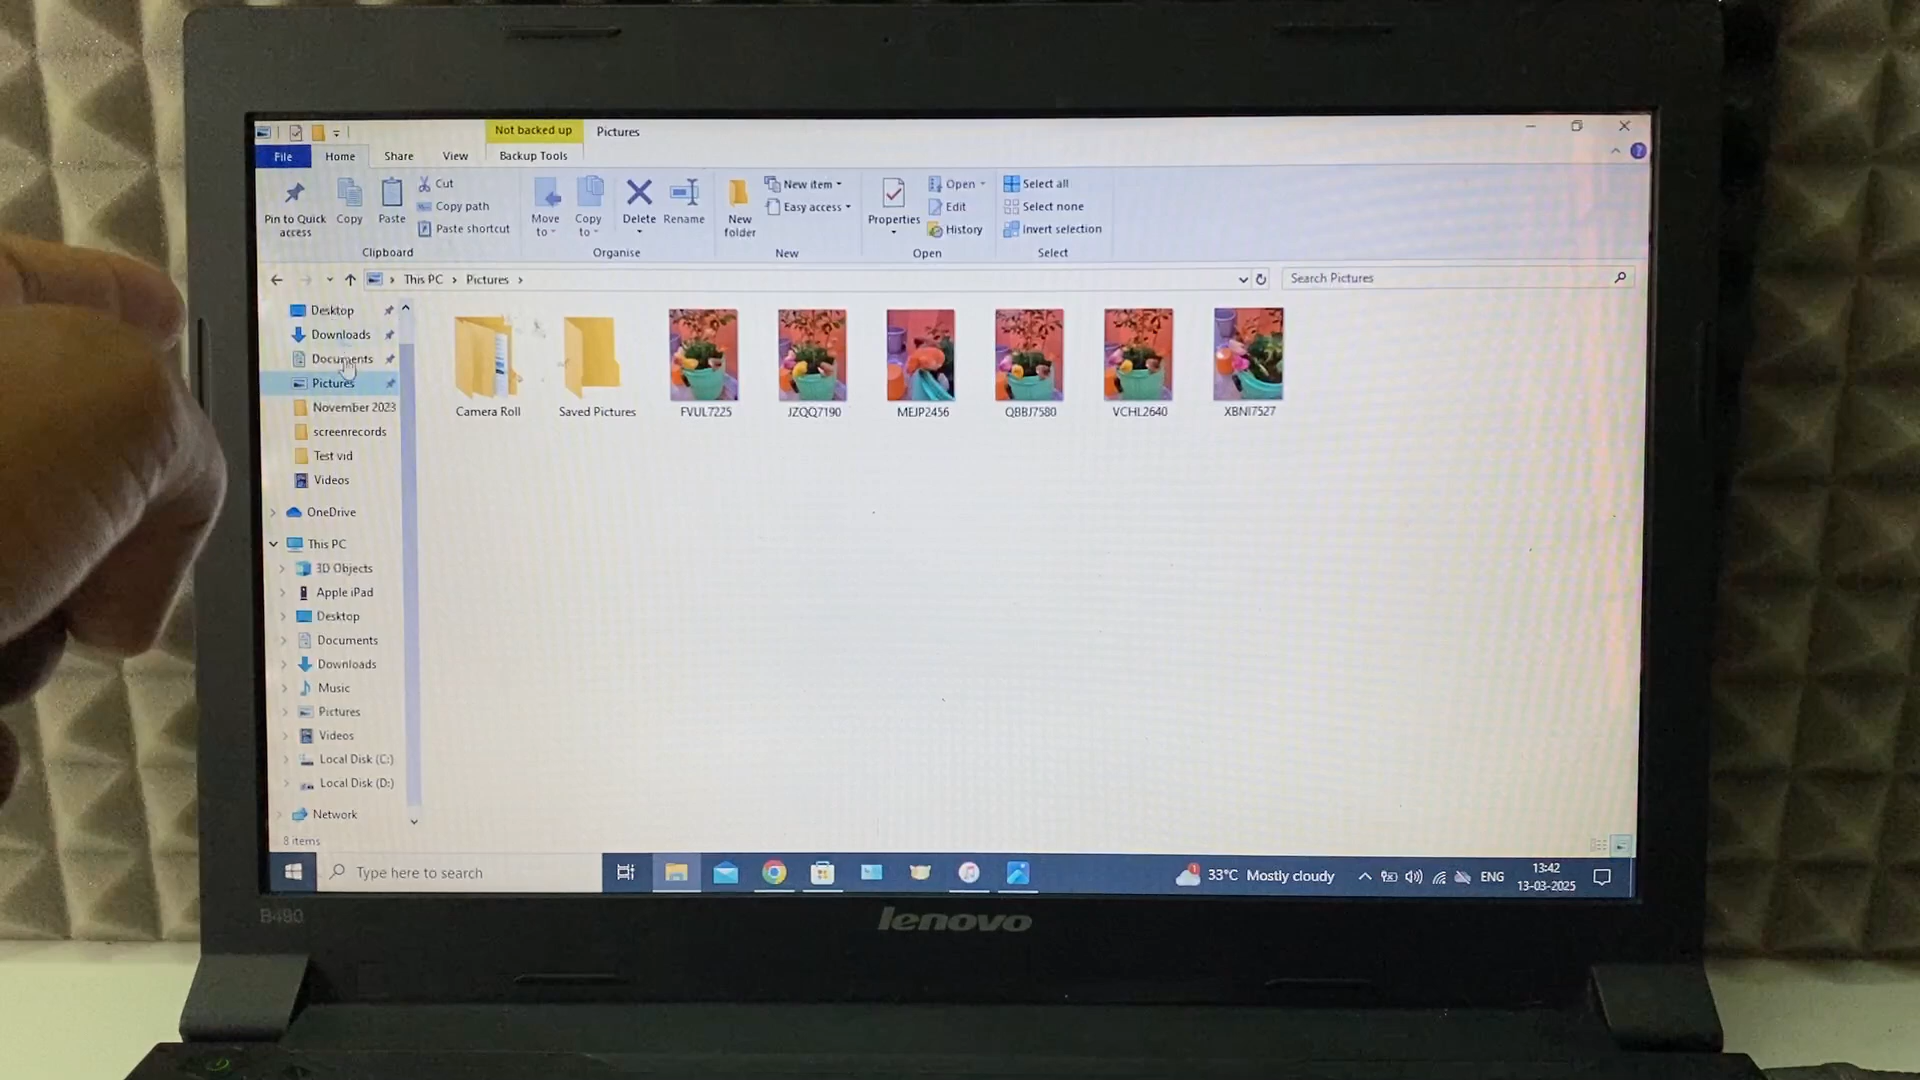 Not backed up
Pictures
File
Home
Share
View
Backup Tools
Pin to Quick access
Copy
Paste
Cut
Copy path
Paste shortcut
Move to
Copy to
Delete
Rename
New folder
New item
Easy access
Properties
Open
Edit
History
Select all
Select none
Invert selection
Clipboard
Organise
New
Open
Select
This PC > Pictures >
Search Pictures
Desktop
Downloads
Documents
Pictures
November 2023
screenrecords
Test vid
Videos
OneDrive
This PC
3D Objects
Apple iPad
Desktop
Documents
Downloads
Music
Pictures
Videos
Local Disk (C:)
Local Disk (D:)
Network
Camera Roll
Saved Pictures
FVUL7225
JZQQ7190
MEJP2456
QBBJ7580
VCHL2640
XBNI7527
8 items
Type here to search
1
33°C Mostly cloudy
ENG
13:42
13-03-2025
B490
lenovo